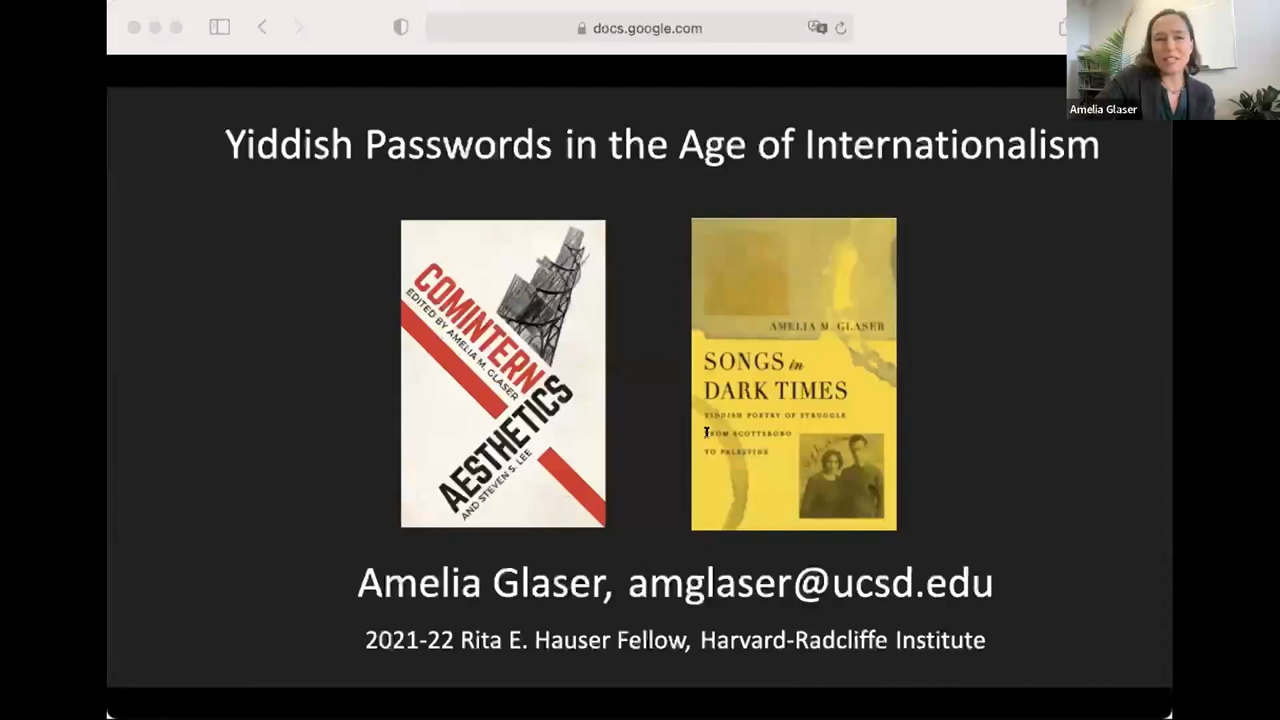 docs.google.com
Amelia Glaser
Yiddish Passwords in the Age of Internationalism
COMINTERN
EDITED BY AMELIA M. GLASER
AESTHETICS
AND STEVEN S. LEE
AMELIA M. GLASER
SONGS in
DARK TIMES
YIDDISH POETRY OF STRUGGLE
FROM SCOTTSBORO
TO PALESTINE
Amelia Glaser, amglaser@ucsd.edu
2021-22 Rita E. Hauser Fellow, Harvard-Radcliffe Institute